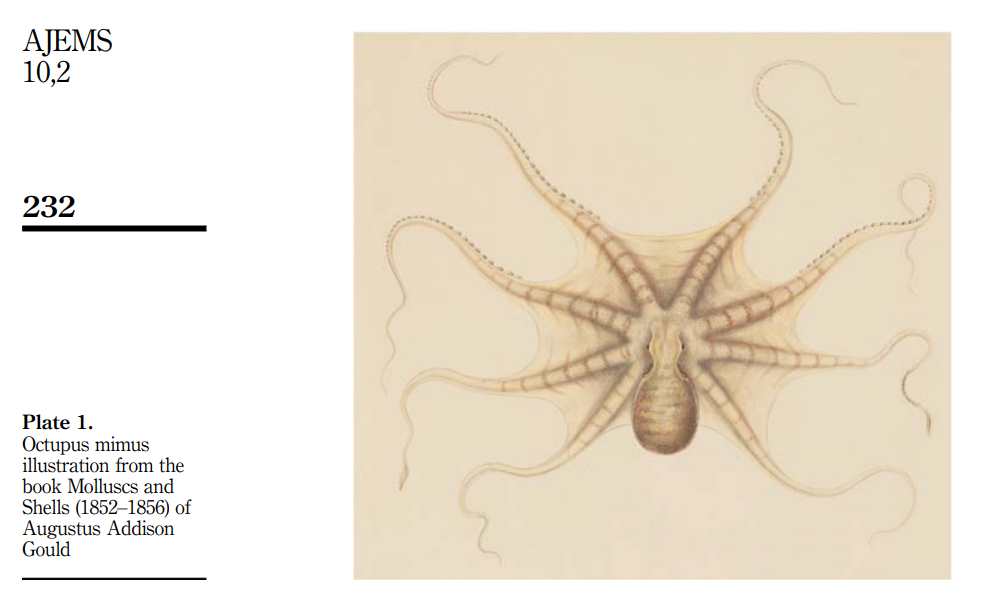 AJEMS
10,2
232
Plate 1.
Octupus mimus
illustration from the
book Molluscs and
Shells (1852–1856) of
Augustus Addison
Gould